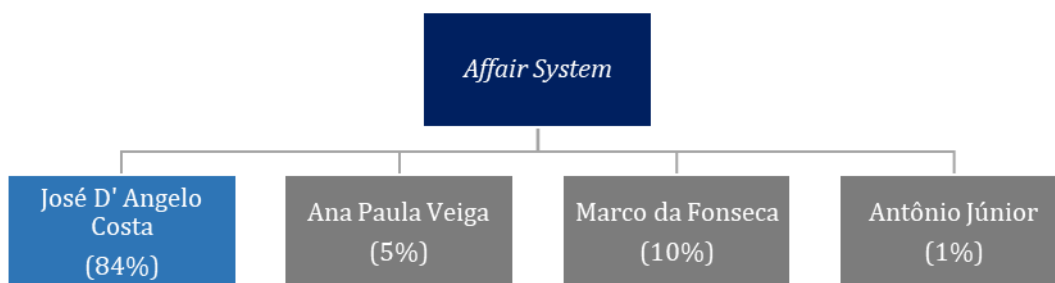 Affair System
José D' Angelo
Costa
(84%)
Ana Paula Veiga
(5%)
Marco da Fonseca
(10%)
Antônio Júnior
(1%)